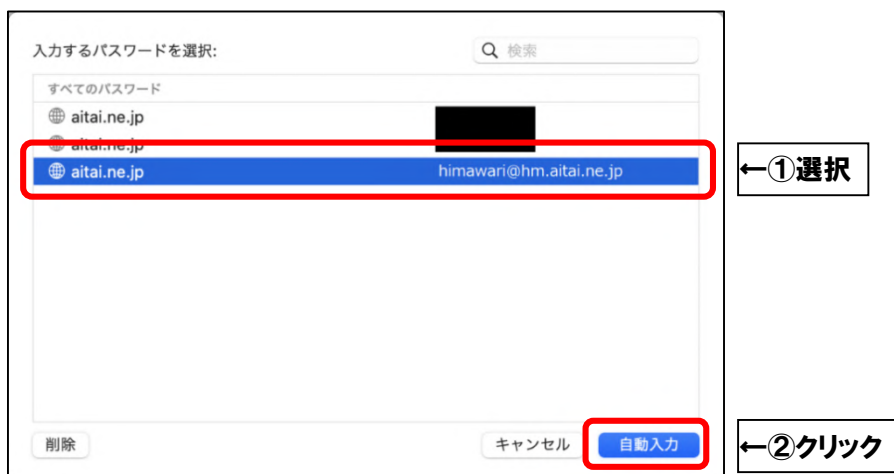 入力するパスワードを選択:
検索
すべてのパスワード
aitai.ne.jp
aitai.ne.jp
aitai.ne.jp himawari@hm.aitai.ne.jp
←①選択
削除 キャンセル 自動入力
←②クリック